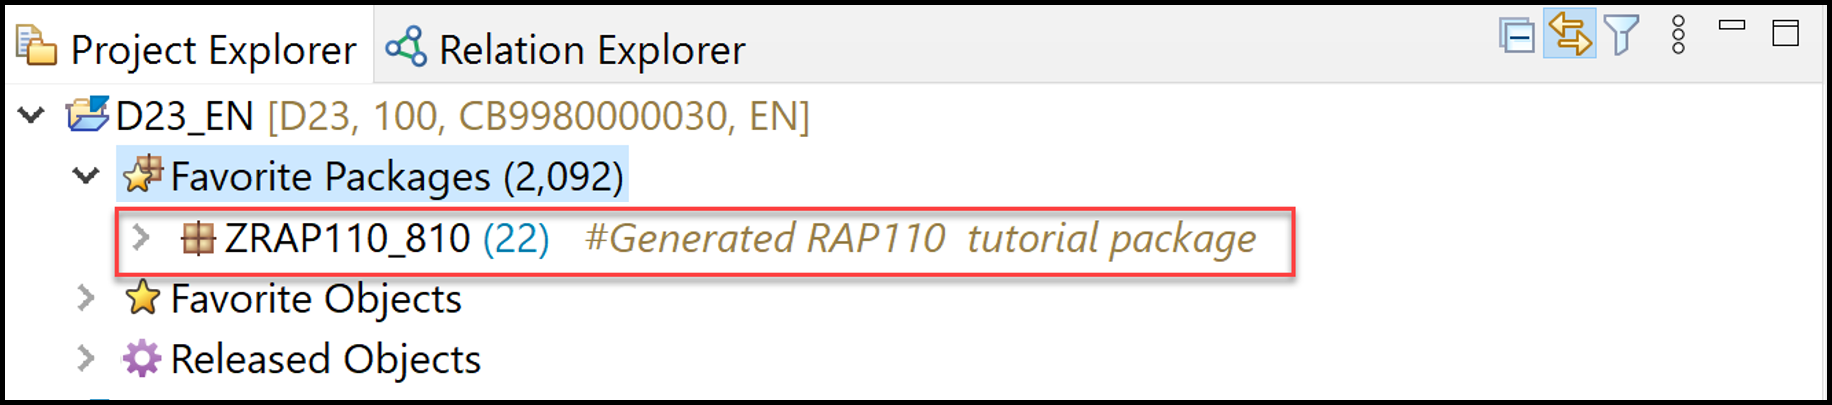 Project Explorer Relation Explorer
D23_EN [D23, 100, CB9980000030, EN]
Favorite Packages (2,092)
ZRAP110_810 (22) #Generated RAP110  tutorial package
Favorite Objects
Released Objects